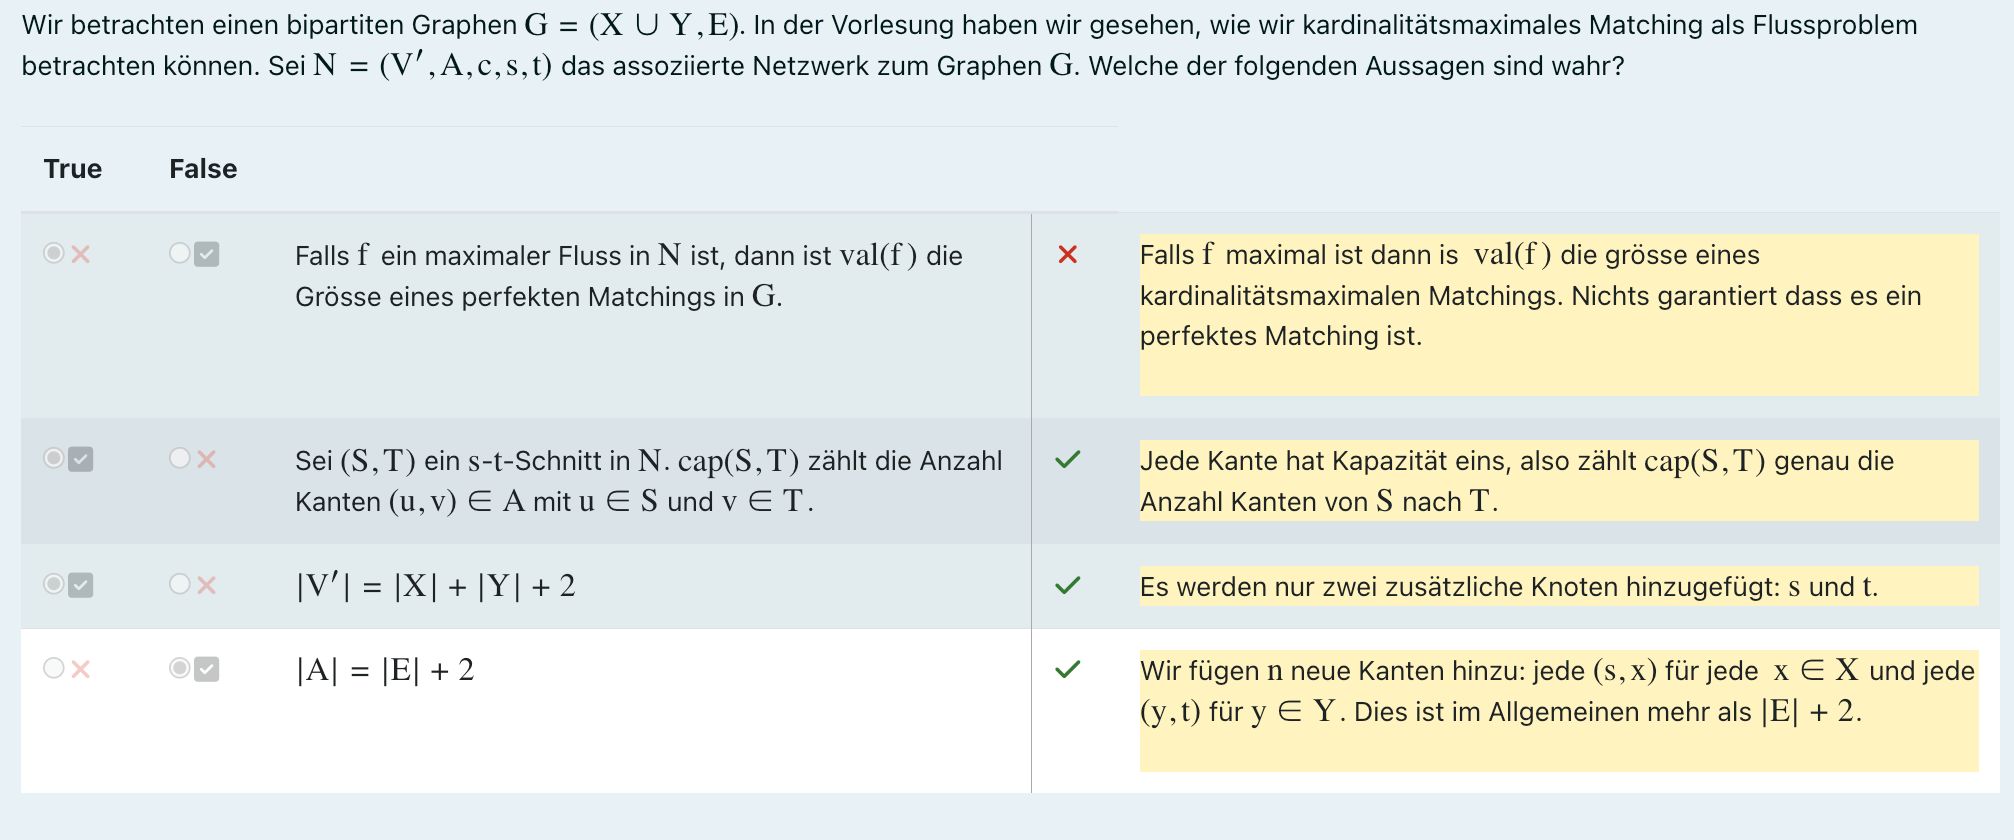 Wir betrachten einen bipartiten Graphen G = (X ∪ Y, E). In der Vorlesung haben wir gesehen, wie wir kardinalitätsmaximales Matching als Flussproblem
betrachten können. Sei N = (V′, A, c, s, t) das assoziierte Netzwerk zum Graphen G. Welche der folgenden Aussagen sind wahr?
True False
Falls f ein maximaler Fluss in N ist, dann ist val(f) die
Grösse eines perfekten Matchings in G.
Falls f maximal ist dann is val(f) die grösse eines
kardinalitätsmaximalen Matchings. Nichts garantiert dass es ein
perfektes Matching ist.
Sei (S, T) ein s-t-Schnitt in N. cap(S, T) zählt die Anzahl
Kanten (u, v) ∈ A mit u ∈ S und v ∈ T.
Jede Kante hat Kapazität eins, also zählt cap(S, T) genau die
Anzahl Kanten von S nach T.
|V′| = |X| + |Y| + 2
Es werden nur zwei zusätzliche Knoten hinzugefügt: s und t.
|A| = |E| + 2
Wir fügen n neue Kanten hinzu: jede (s, x) für jede x ∈ X und jede
(y, t) für y ∈ Y. Dies ist im Allgemeinen mehr als |E| + 2.